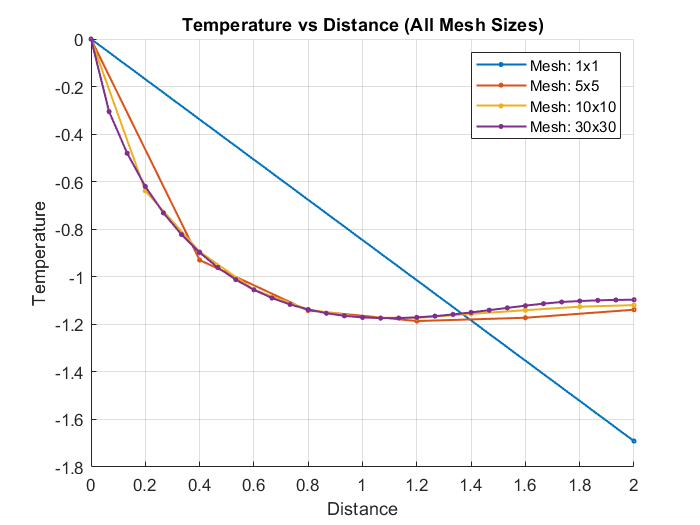 Temperature vs Distance (All Mesh Sizes)
Mesh: 1x1
Mesh: 5x5
Mesh: 10x10
Mesh: 30x30
Temperature
0
-0.2
-0.4
-0.6
-0.8
-1
-1.2
-1.4
-1.6
-1.8
0 0.2 0.4 0.6 0.8 1 1.2 1.4 1.6 1.8 2
Distance